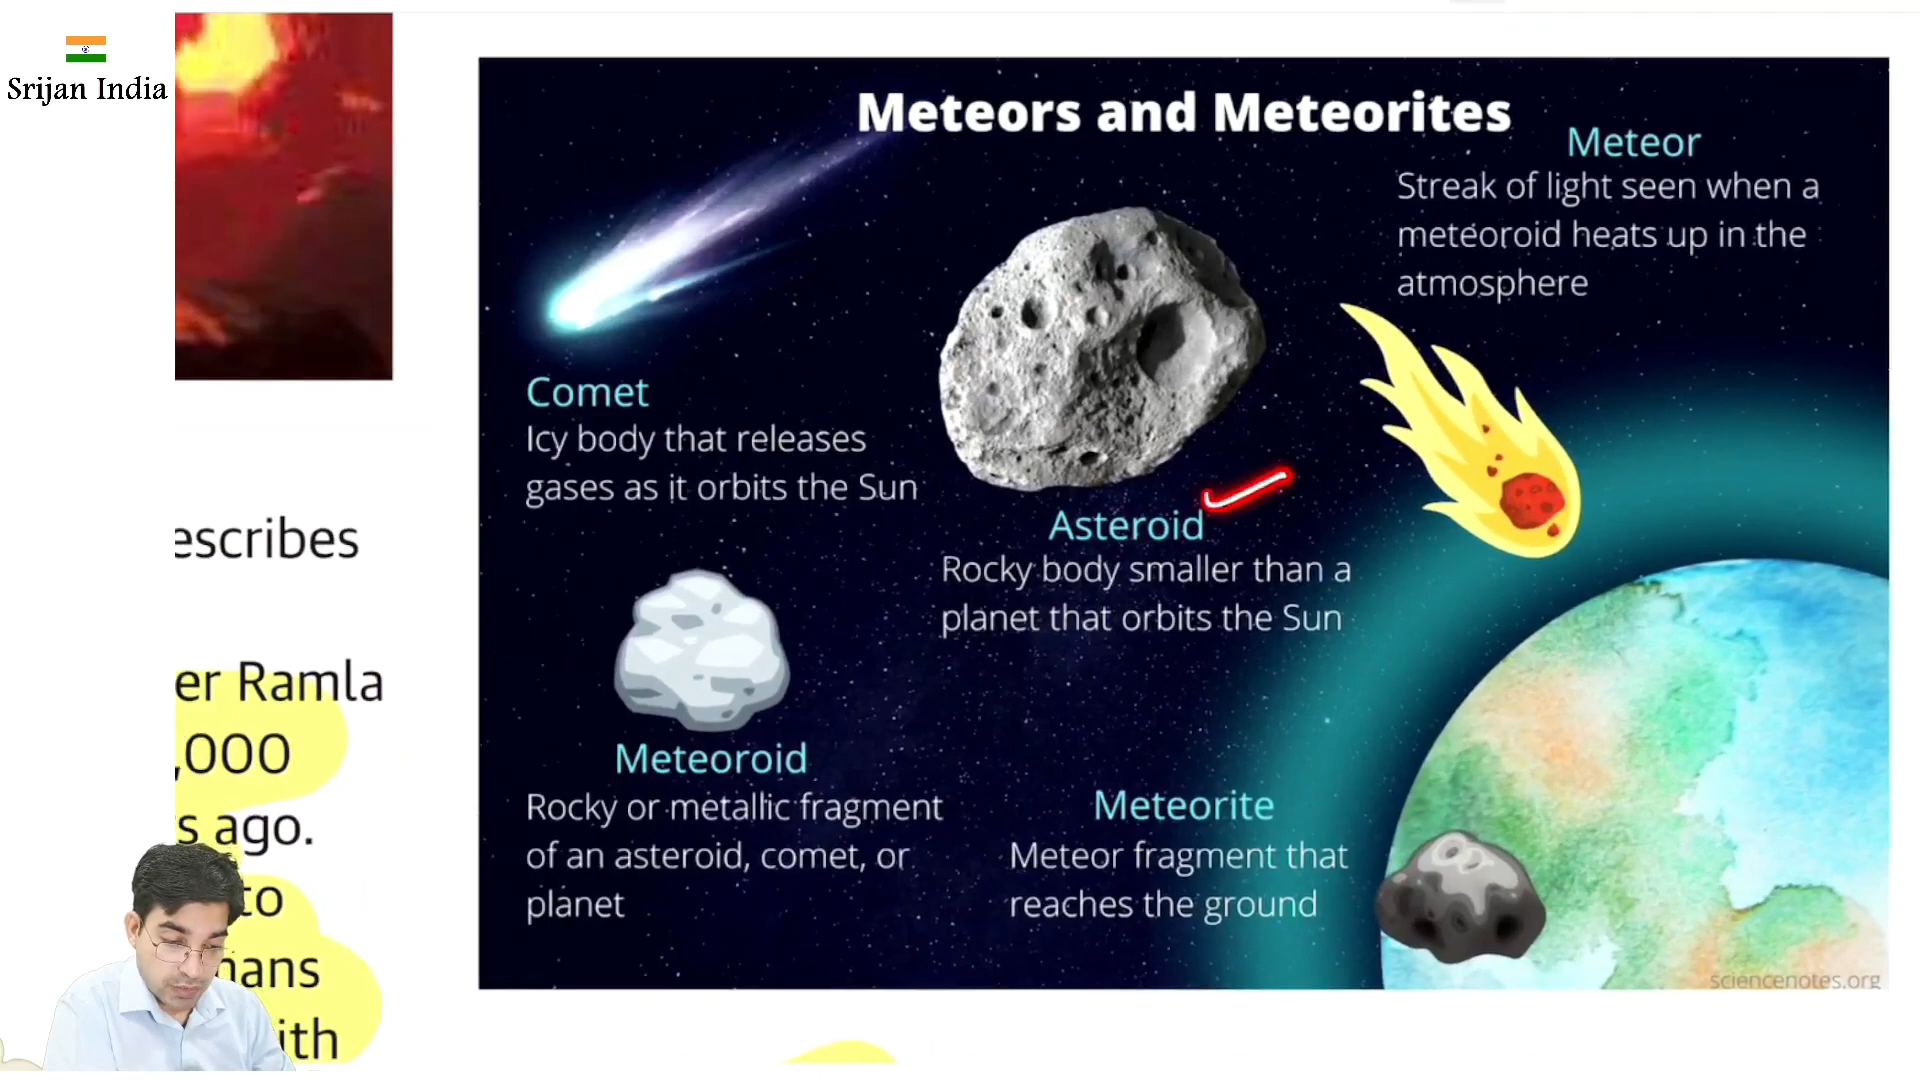 Srijan India
escribes
er Ramla
,000
s ago.
to
ans
ith
Meteors and Meteorites
Meteor
Streak of light seen when a
meteoroid heats up in the
atmosphere
Comet
Icy body that releases
gases as it orbits the Sun
Asteroid
Rocky body smaller than a
planet that orbits the Sun
Meteoroid
Rocky or metallic fragment
of an asteroid, comet, or
planet
Meteorite
Meteor fragment that
reaches the ground
sciencenotes.org